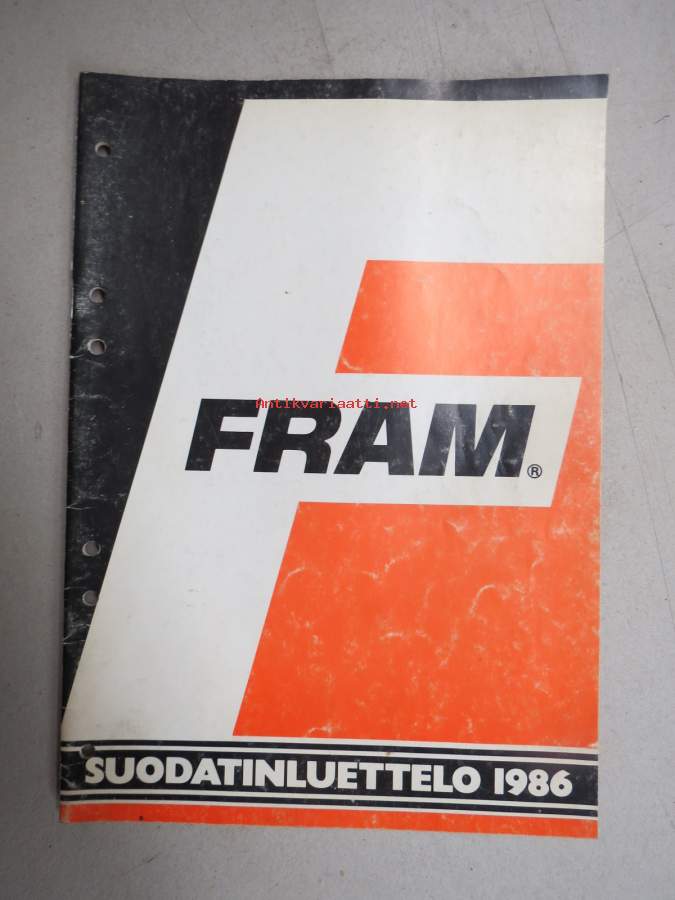 Antikvariaatti.net
FRAM®
SUODATINLUETTELO 1986